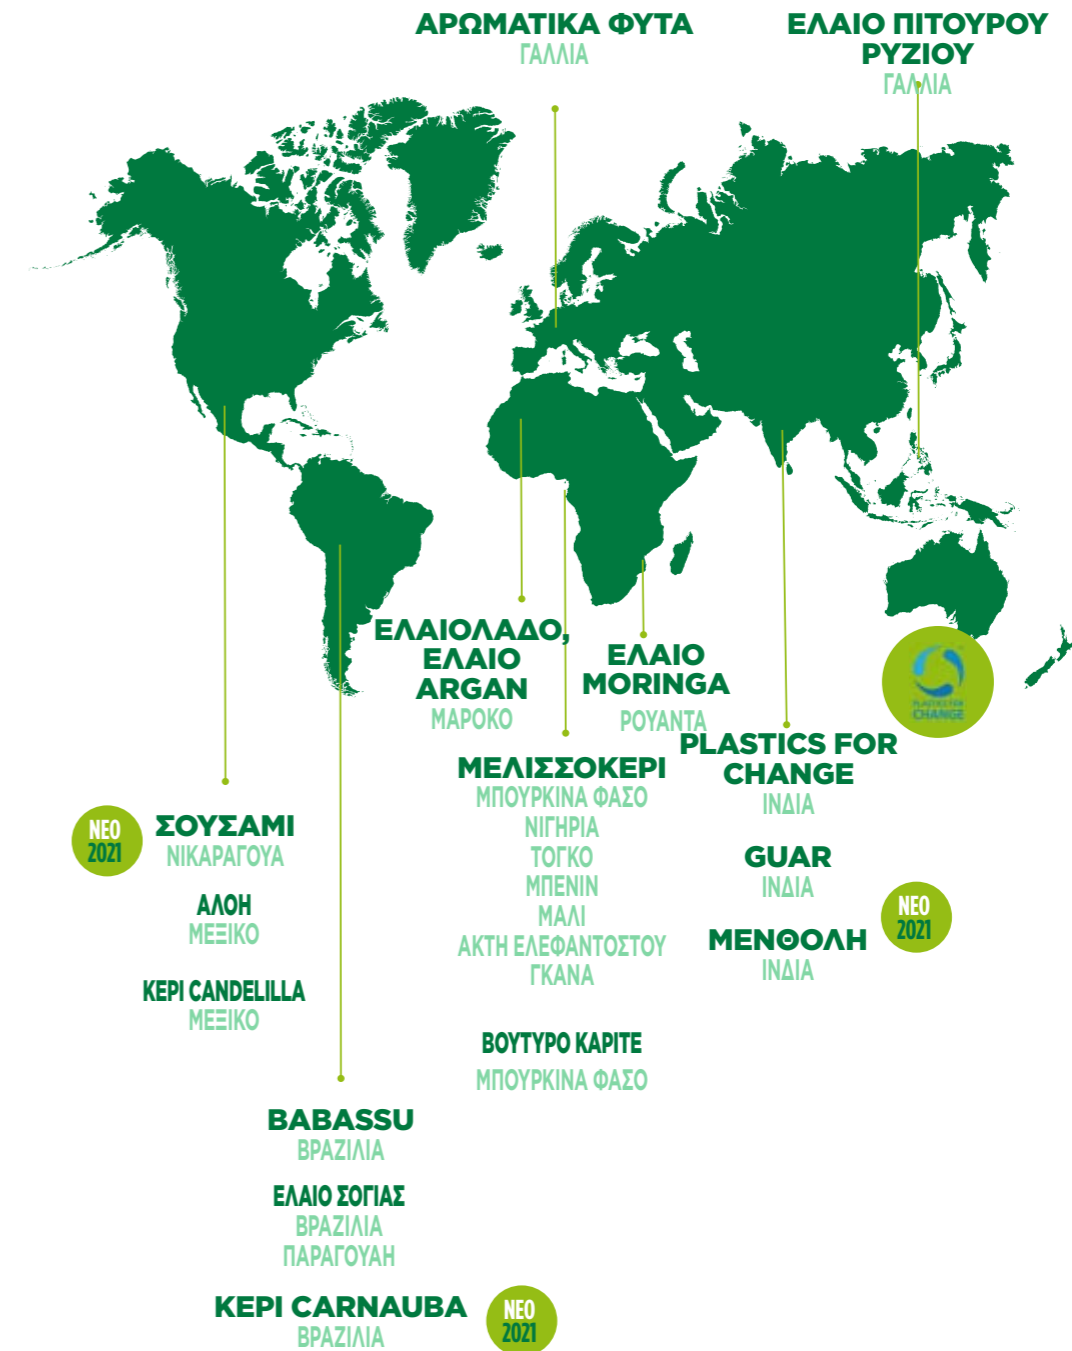 ΑΡΩΜΑΤΙΚΑ ΦΥΤΑ
ΓΑΛΛΙΑ
ΕΛΑΙΟ ΠΙΤΟΥΡΟΥ
ΡΥΖΙΟΥ
ΓΑΛΛΙΑ
ΕΛΑΙΟΛΑΔΟ,
ΕΛΑΙΟ
ARGAN
ΜΑΡΟΚΟ
ΕΛΑΙΟ
MORINGA
ΡΟΥΑΝΤΑ
PLASTICS FOR
CHANGE
PLASTICS FOR
CHANGE
ΙΝΔΙΑ
GUAR
ΙΝΔΙΑ
ΜΕΝΘΟΛΗ
ΙΝΔΙΑ
ΝΕΟ
2021
ΜΕΛΙΣΣΟΚΕΡΙ
ΜΠΟΥΡΚΙΝΑ ΦΑΣΟ
ΝΙΓΗΡΙΑ
ΤΟΓΚΟ
ΜΠΕΝΙΝ
ΜΑΛΙ
ΑΚΤΗ ΕΛΕΦΑΝΤΟΣΤΟΥ
ΓΚΑΝΑ
ΒΟΥΤΥΡΟ ΚΑΡΙΤΕ
ΜΠΟΥΡΚΙΝΑ ΦΑΣΟ
ΝΕΟ
2021
ΣΟΥΣΑΜΙ
ΝΙΚΑΡΑΓΟΥΑ
ΑΛΟΗ
ΜΕΞΙΚΟ
ΚΕΡΙ CANDELILLA
ΜΕΞΙΚΟ
BABASSU
ΒΡΑΖΙΛΙΑ
ΕΛΑΙΟ ΣΟΓΙΑΣ
ΒΡΑΖΙΛΙΑ
ΠΑΡΑΓΟΥΑΗ
ΚΕΡΙ CARNAUBA
ΒΡΑΖΙΛΙΑ
ΝΕΟ
2021